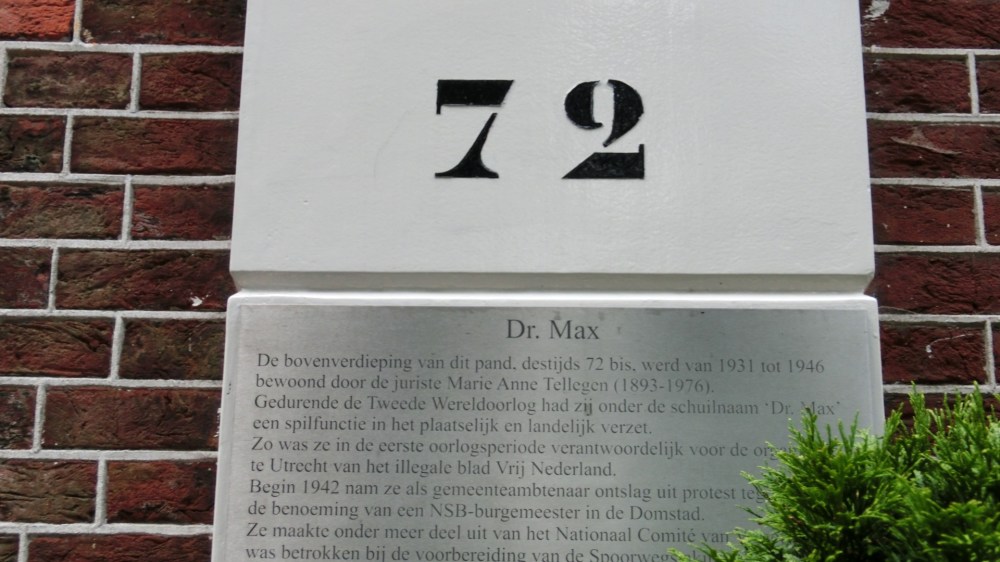 72
Dr. Max
De bovenverdieping van dit pand, destijds 72 bis, werd van 1931 tot 1946
bewoond door de juriste Marie Anne Tellegen (1893-1976).
Gedurende de Tweede Wereldoorlog had zij onder de schuilnaam ‘Dr. Max’
een spilfunctie in het plaatselijk en landelijk verzet.
Zo was ze in de eerste oorlogsperiode verantwoordelijk voor de
te Utrecht van het illegale blad Vrij Nederland.
Begin 1942 nam ze als gemeenteambtenaar ontslag uit protest
de benoeming van een NSB-burgemeester in de Domstad.
Ze maakte onder meer deel uit van het Nationaal Comité
was betrokken bij de voorbereiding van de